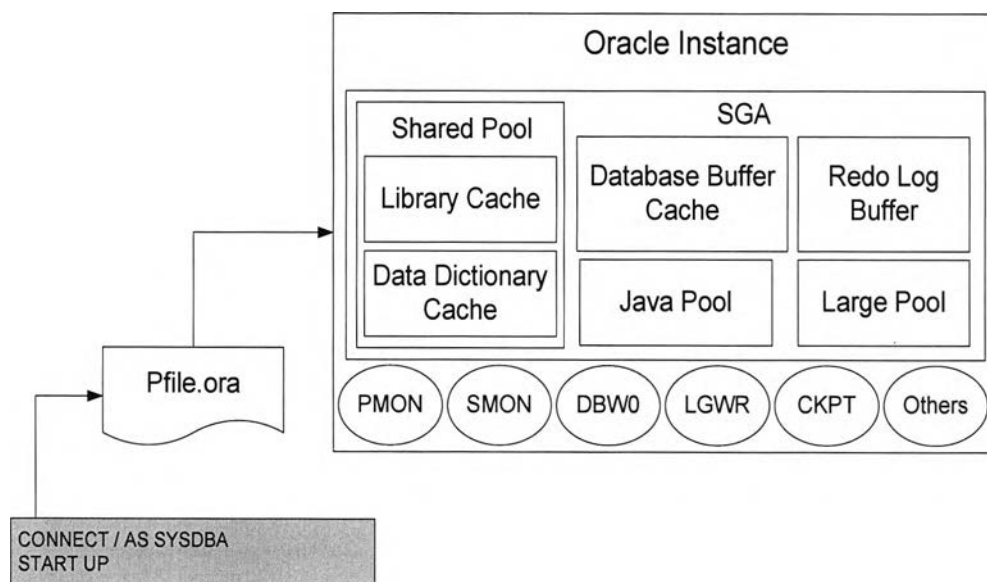 Oracle Instance
SGA
Shared Pool
Library Cache
Data Dictionary
Cache
Database Buffer
Cache
Redo Log
Buffer
Java Pool
Large Pool
PMON
SMON
DBW0
LGWR
CKPT
Others
Pfile.ora
CONNECT / AS SYSDBA
START UP